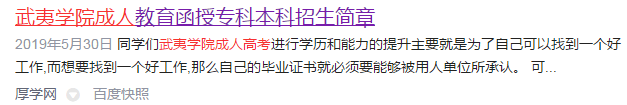 武夷学院成人教育函授专科本科招生简章
2019年5月30日 同学们武夷学院成人高考进行学历和能力的提升主要就是为了自己可以找到一个好
工作,而想要找到一个好工作,那么自己的毕业证书就必须要能够被用人单位所承认。 可...
厚学网 百度快照